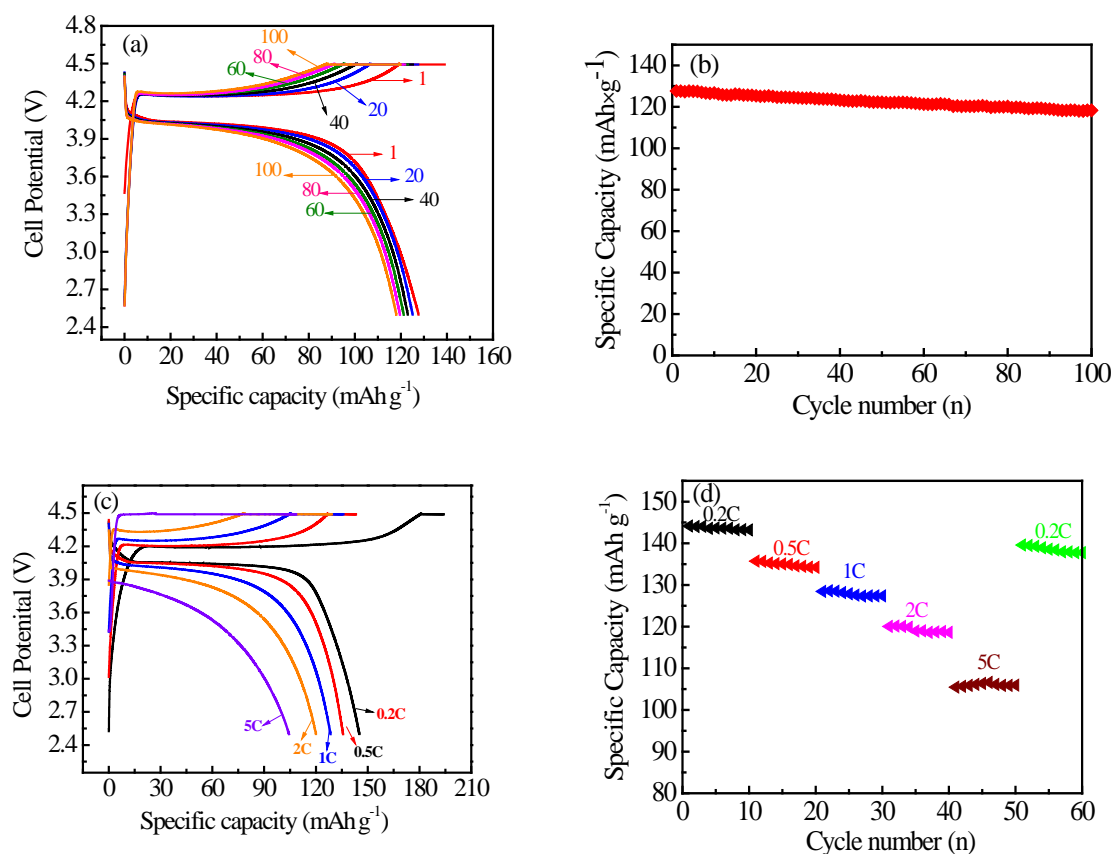 (a)
4.8
4.5
4.2
3.9
3.6
3.3
3.0
2.7
2.4
Cell Potential (V)
100
80
60
40
20
1
1
20
40
100
80
60
0 20 40 60 80 100 120 140 160
Specific capacity (mAh g-1)
(b)
140
120
100
80
60
40
20
0
Specific Capacity (mAh×g-1)
0 20 40 60 80 100
Cycle number (n)
(c)
4.8
4.5
4.2
3.9
3.6
3.3
3.0
2.7
2.4
Cell Potenital (V)
5C 2C 1C 0.5C 0.2C
0 30 60 90 120 150 180 210
Specific capacity (mAh g-1)
(d)
150
140
130
120
110
100
90
80
Specific Capacity (mAh g-1)
0.2C
0.5C
1C
2C
5C
0.2C
0 10 20 30 40 50 60
Cycle number (n)